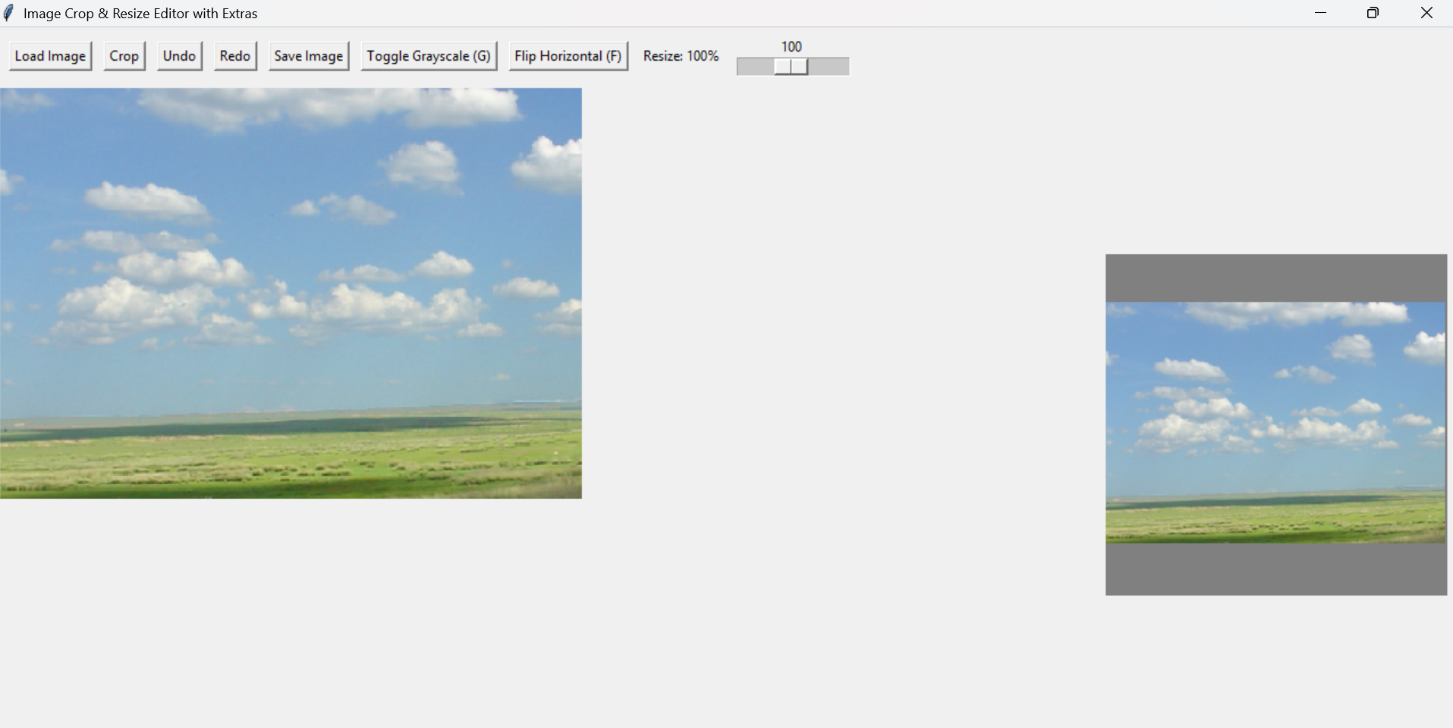 Image Crop & Resize Editor with Extras
Load Image Crop Undo Redo Save Image Toggle Grayscale (G) Flip Horizontal (F) Resize: 100% 100